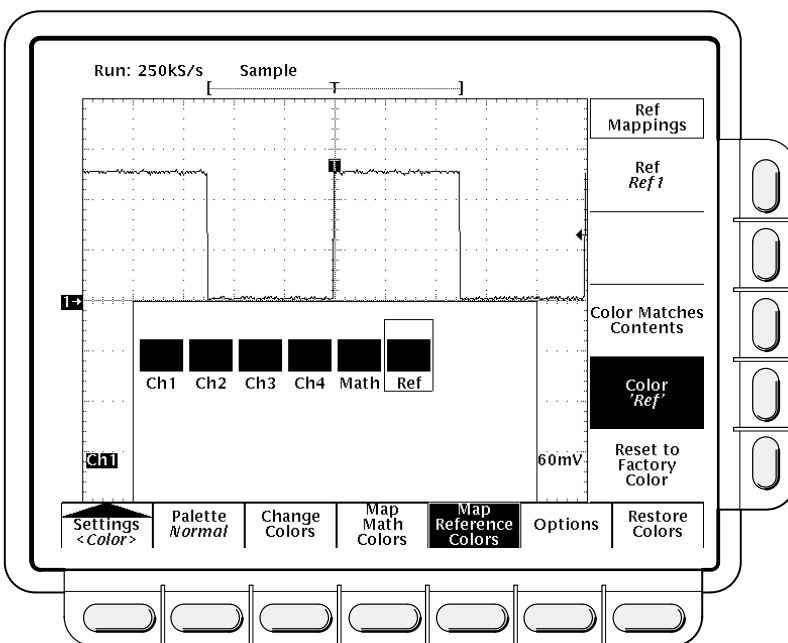 Run: 250kS/s Sample
[ T ]
Ref
Mappings
Ref
Ref1
T
1→
Color Matches
Contents
Ch1 Ch2 Ch3 Ch4 Math Ref
Color
'Ref'
Ch1
60mV
Reset to
Factory
Color
Settings
<Color>
Palette
Normal
Change
Colors
Map
Math
Colors
Map
Reference
Colors
Options
Restore
Colors